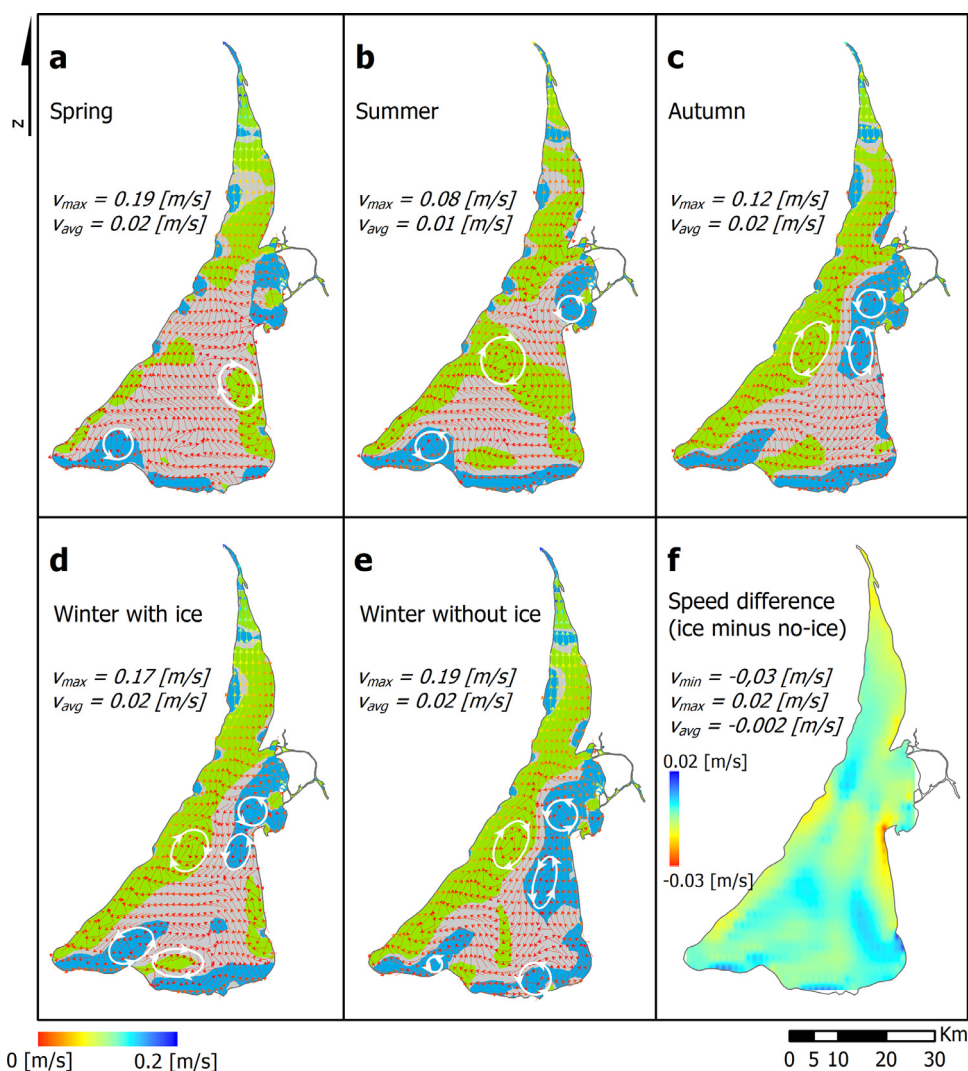 a
Spring
vmax = 0.19 [m/s]
vavg = 0.02 [m/s]
b
Summer
vmax = 0.08 [m/s]
vavg = 0.01 [m/s]
c
Autumn
vmax = 0.12 [m/s]
vavg = 0.02 [m/s]
z
d
Winter with ice
vmax = 0.17 [m/s]
vavg = 0.02 [m/s]
e
Winter without ice
vmax = 0.19 [m/s]
vavg = 0.02 [m/s]
f
Speed difference
(ice minus no-ice)
vmin = -0,03 [m/s]
vmax = 0.02 [m/s]
vavg = -0.002 [m/s]
0.02 [m/s]
-0.03 [m/s]
0 [m/s]
0.2 [m/s]
Km
0 5 10 20 30